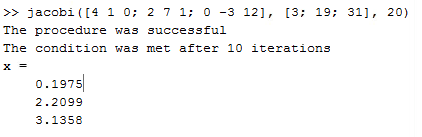 >> jacobi([4 1 0; 2 7 1; 0 -3 12], [3; 19; 31], 20)
The procedure was successful
The condition was met after 10 iterations
x =
0.1975
2.2099
3.1358